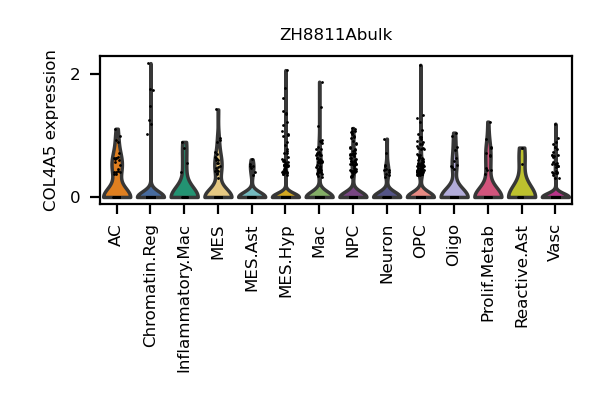 ZH8811Abulk
COL4A5 expression
2
0
AC
Chromatin.Reg
Inflammatory.Mac
MES
MES.Ast
MES.Hyp
Mac
NPC
Neuron
OPC
Oligo
Prolif.Metab
Reactive.Ast
Vasc